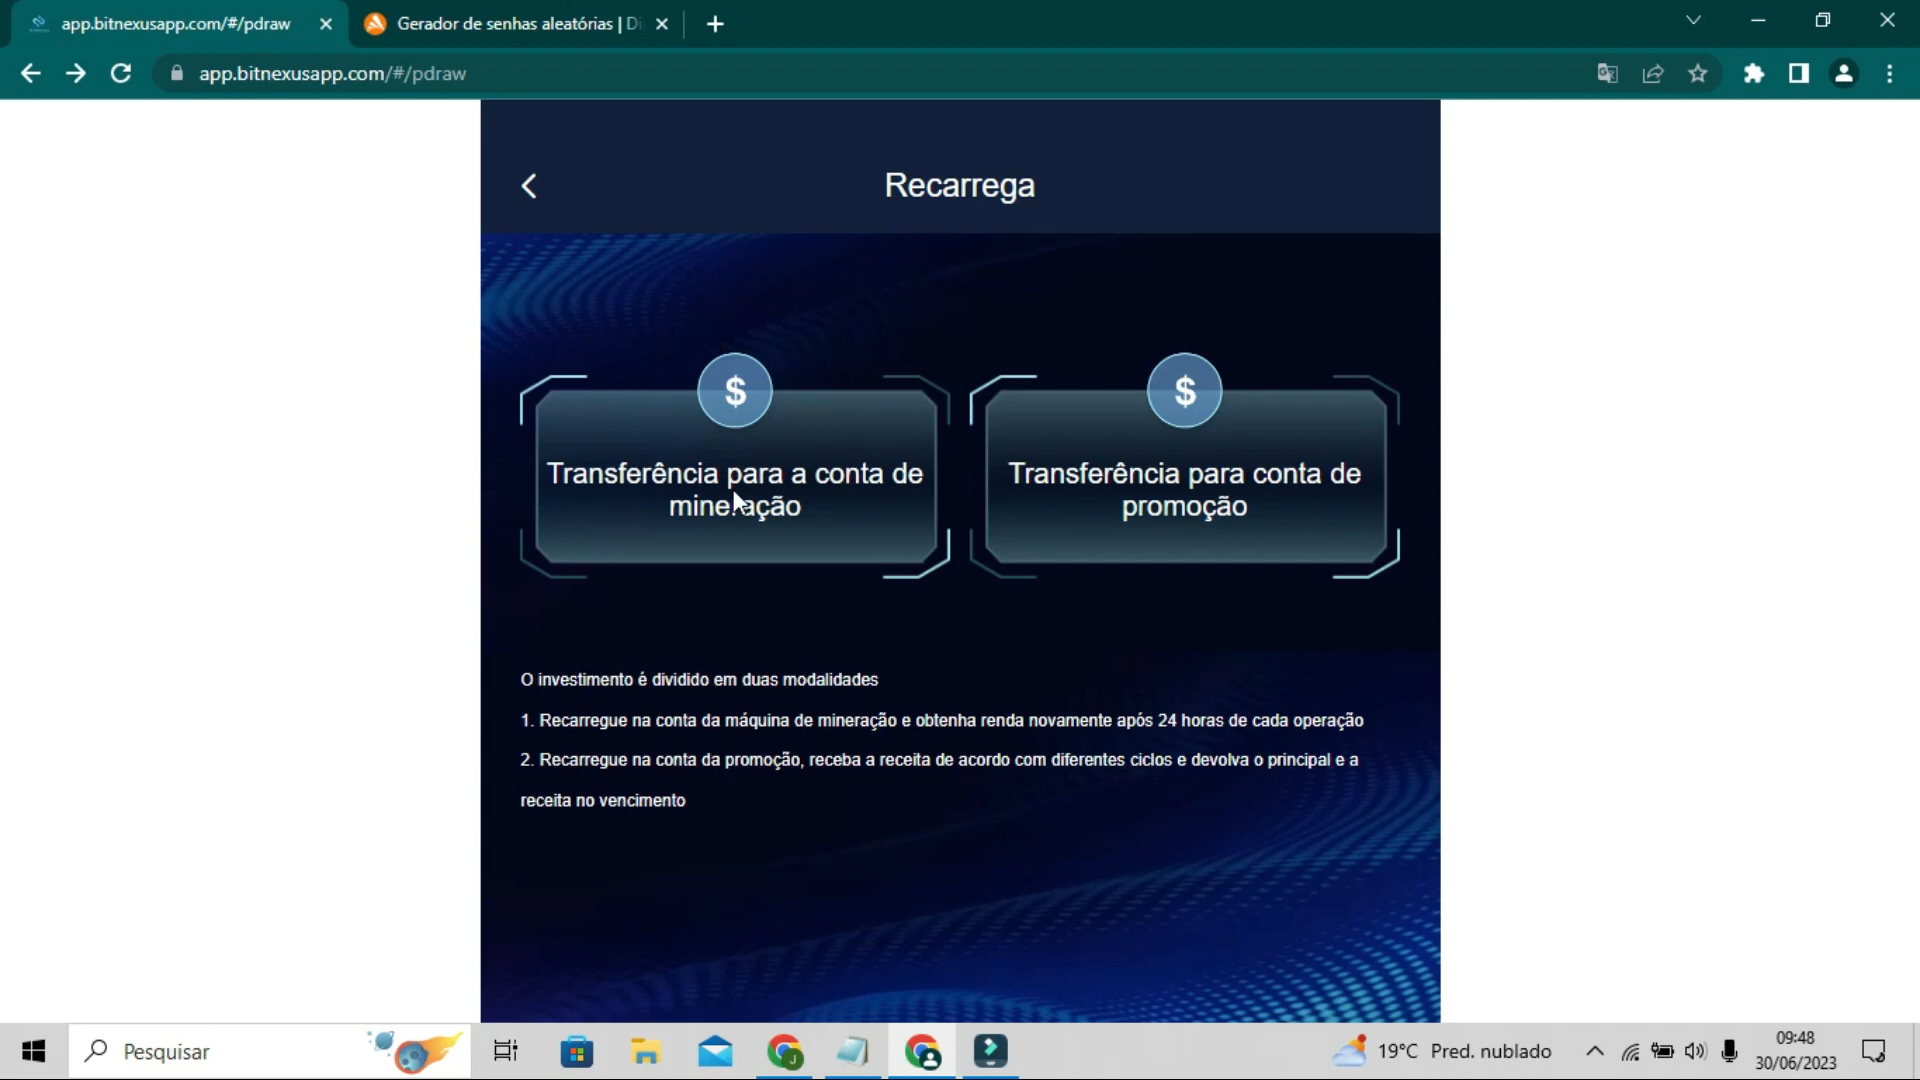 app.bitnexusapp.com/#/pdraw
Gerador de senhas aleatórias | Di
app.bitnexusapp.com/#/pdraw
Recarrega
$
$
Transferência para a conta de
mineração
Transferência para conta de
promoção
O investimento é dividido em duas modalidades
1. Recarregue na conta da máquina de mineração e obtenha renda novamente após 24 horas de cada operação
2. Recarregue na conta da promoção, receba a receita de acordo com diferentes ciclos e devolva o principal e a
receita no vencimento
Pesquisar
J
19°C Pred. nublado
09:48
30/06/2023